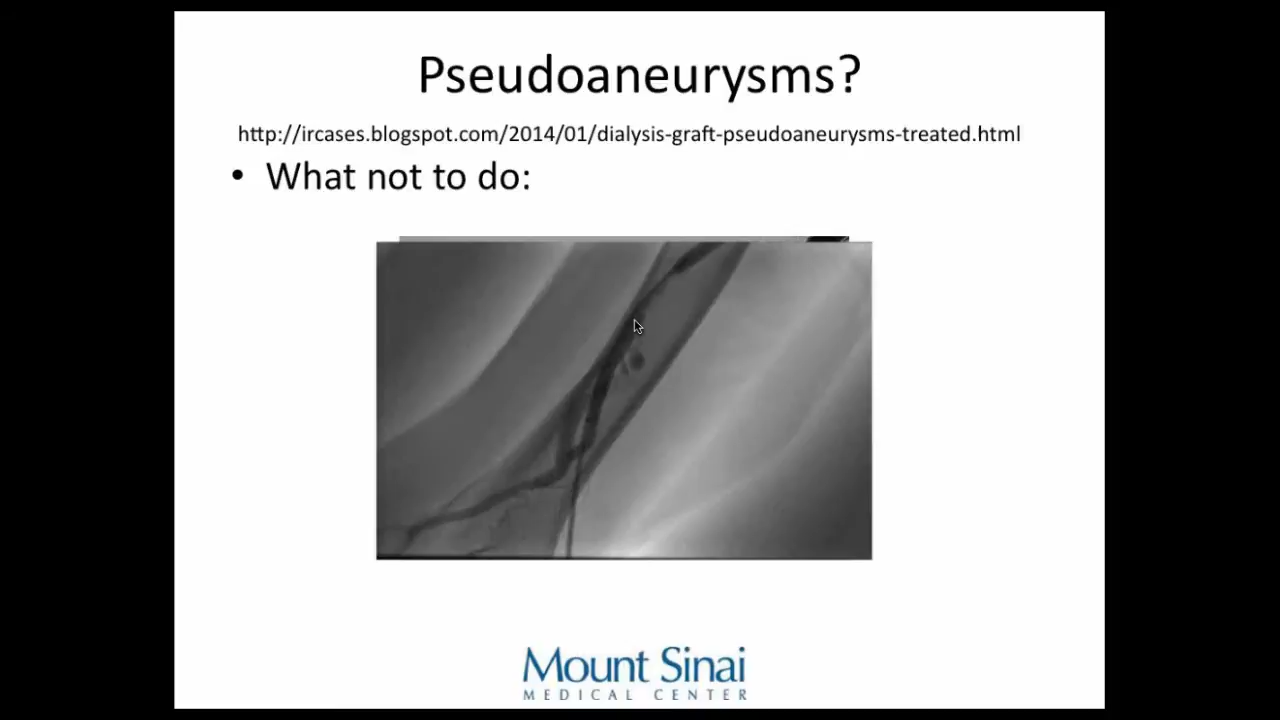 Pseudoaneurysms?
http://ircases.blogspot.com/2014/01/dialysis-graft-pseudoaneurysms-treated.html
• What not to do:
Mount Sinai
MEDICAL CENTER